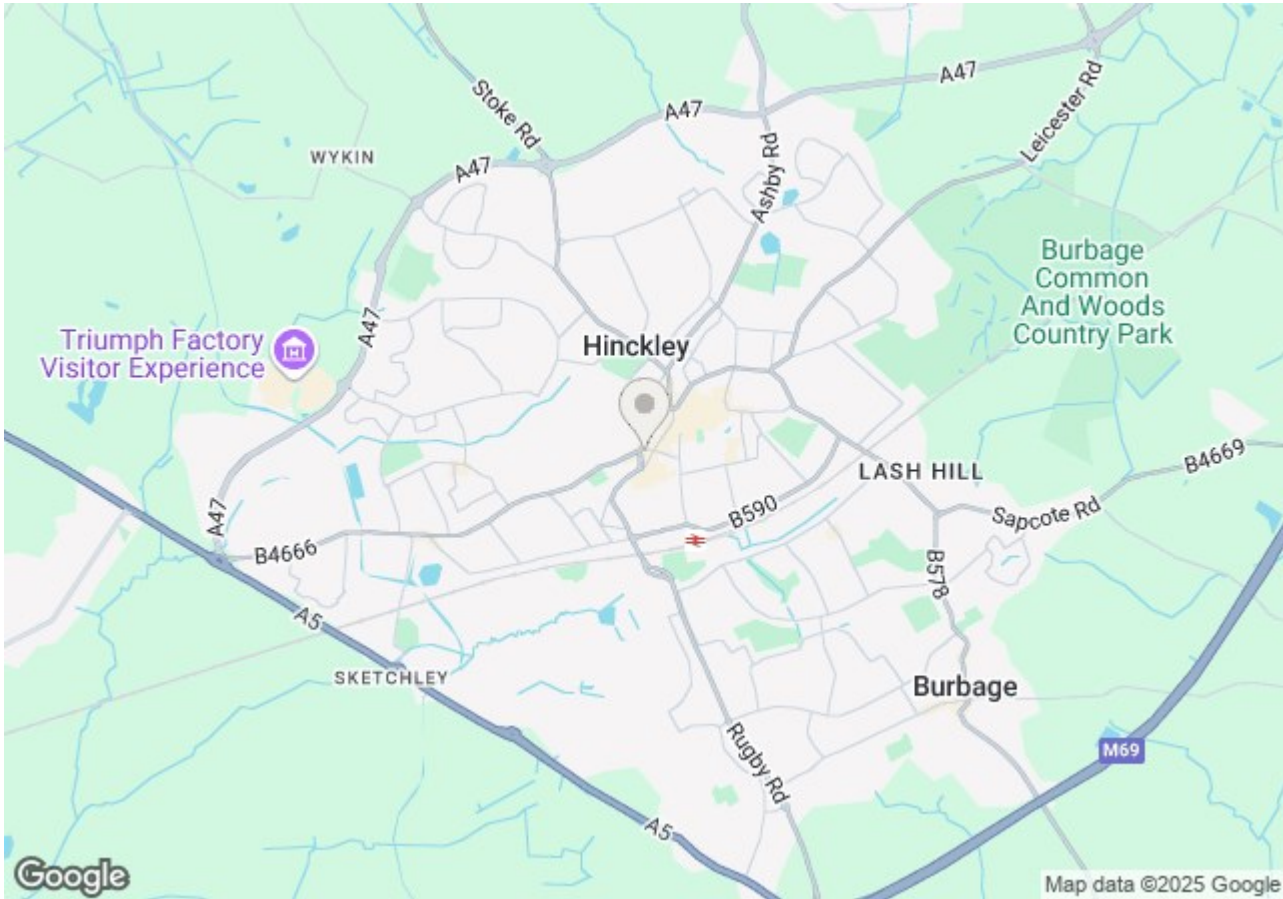 A47
Stoke Rd
A47
Leicester Rd
WYKIN
A47
Ashby Rd
Burbage
Common
And Woods
Country Park
Triumph Factory
Visitor Experience
A47
Hinckley
LASH HILL
B4669
Sapcote Rd
A47
B590
B4666
B578
A5
SKETCHLEY
Burbage
Rugby Rd
M69
A5
Google
Map data ©2025 Google